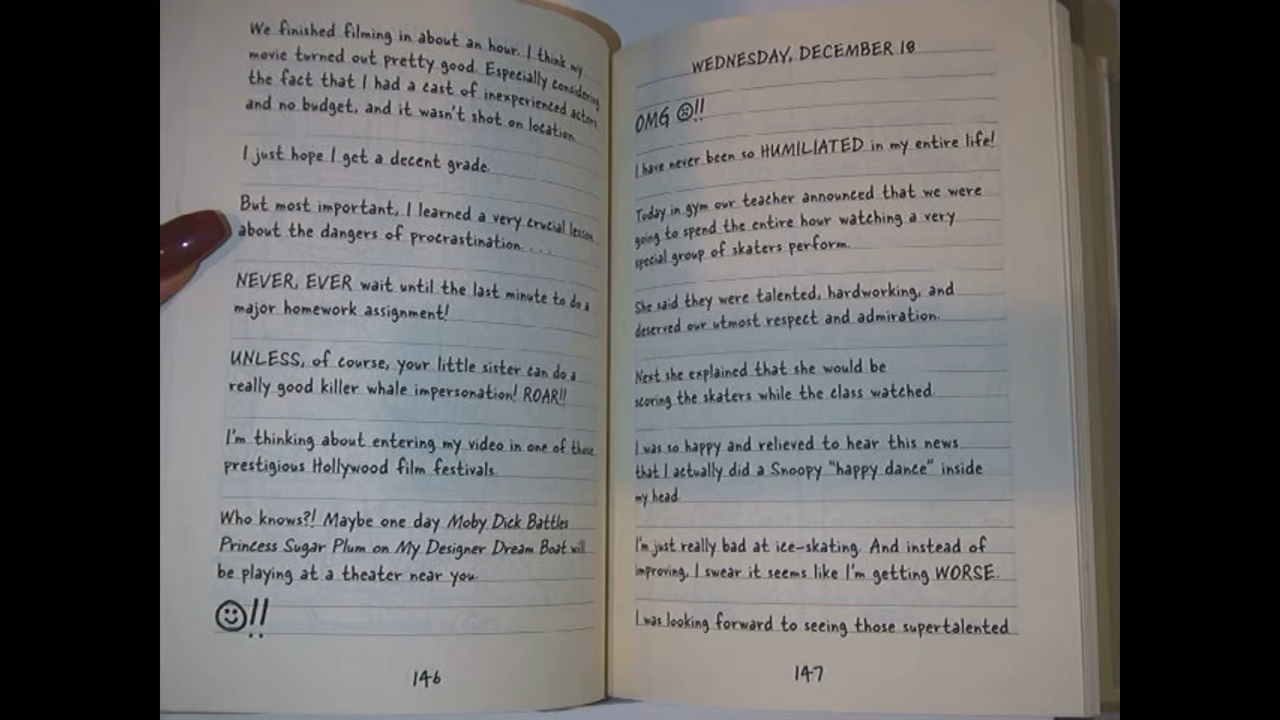 We finished filming in about an hour. I think my
movie turned out pretty good. Especially considering
the fact that I had a cast of inexperienced actors
and no budget, and it wasn't shot on location.
I just hope I get a decent grade.
But most important, I learned a very crucial lesson
about the dangers of procrastination. . . .
NEVER, EVER wait until the last minute to do a
major homework assignment!
UNLESS, of course, your little sister can do a
really good killer whale impersonation! ROAR!!
I'm thinking about entering my video in one of those
prestigious Hollywood film festivals.
Who knows?! Maybe one day Moby Dick Battles
Princess Sugar Plum on My Designer Dream Boat will
be playing at a theater near you.
☺!!
146
WEDNESDAY, DECEMBER 18
OMG ☹!!
I have never been so HUMILIATED in my entire life!
Today in gym our teacher announced that we were
going to spend the entire hour watching a very
special group of skaters perform.
She said they were talented, hardworking, and
deserved our utmost respect and admiration.
Next she explained that she would be
scoring the skaters while the class watched.
I was so happy and relieved to hear this news
that I actually did a Snoopy "happy dance" inside
my head.
I'm just really bad at ice-skating. And instead of
improving, I swear it seems like I'm getting WORSE.
I was looking forward to seeing those supertalented
147